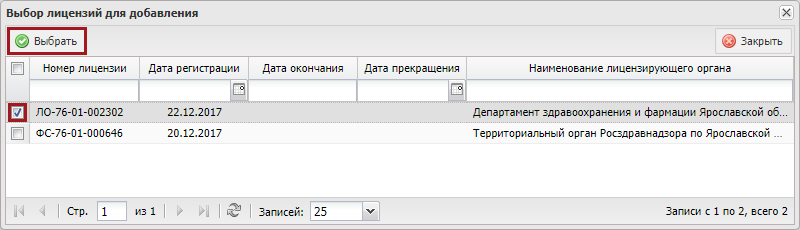 Выбор лицензий для добавления
Выбрать Закрыть
Номер лицензии Дата регистрации Дата окончания Дата прекращения Наименование лицензирующего органа
ЛО-76-01-002302 22.12.2017 Департамент здравоохранения и фармации Ярославской об...
ФС-76-01-000646 20.12.2017 Территориальный орган Росздравнадзора по Ярославской ...
Стр. 1 из 1 Записей: 25 Записи с 1 по 2, всего 2